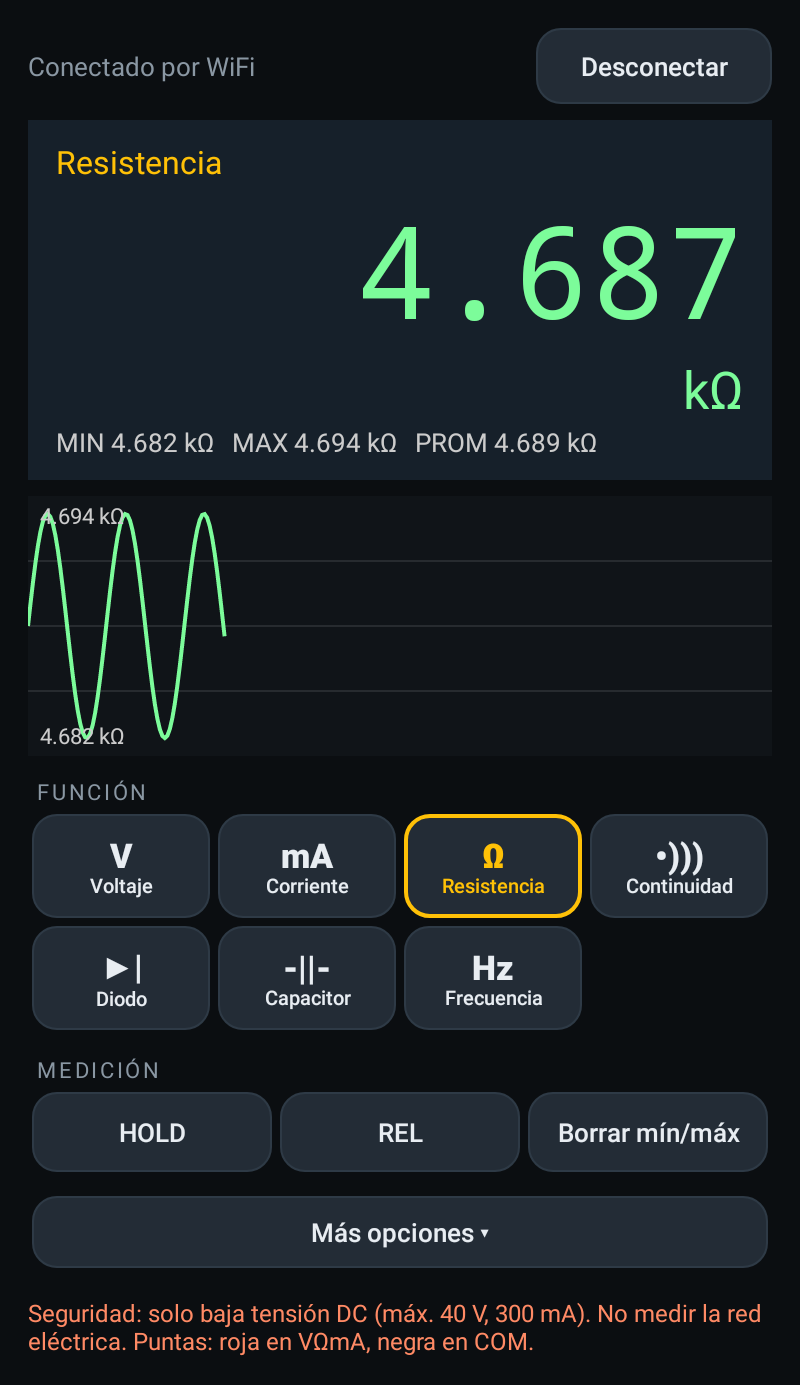 Conectado por WiFi
Desconectar
Resistencia
4.687
kΩ
MIN 4.682 kΩ MAX 4.694 kΩ PROM 4.689 kΩ
4.694 kΩ
4.682 kΩ
FUNCIÓN
V mA Ω •)))
Voltaje Corriente Resistencia Continuidad
▶| -||- Hz
Diodo Capacitor Frecuencia
MEDICIÓN
HOLD REL Borrar mín/máx
Más opciones ▾
Seguridad: solo baja tensión DC (máx. 40 V, 300 mA). No medir la red
eléctrica. Puntas: roja en VΩmA, negra en COM.